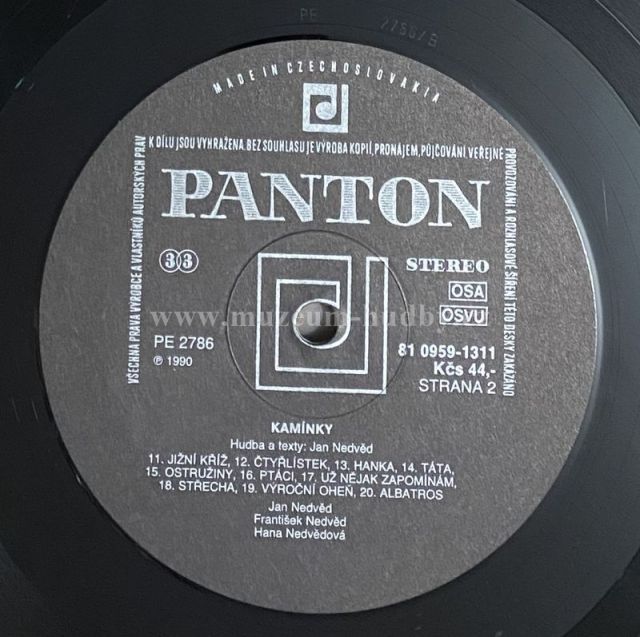 PE 2786/B
MADE IN CZECHOSLOVAKIA
VŠECHNA PRÁVA VÝROBCE A VLASTNÍKŮ AUTORSKÝCH PRÁV
K DÍLU JSOU VYHRAŽENA. BEZ SOUHLASU JE VÝROBA KOPIÍ, PRONÁJEM, PŮJČOVÁNÍ VEŘEJNÉ
PROVOZOVÁNÍ A ROZHLASOVÉ ŠÍŘENÍ TÉTO DESKY ZAKÁZÁNO
PANTON
33
STEREO
OSA
OSVU
www.muzeum-hudb
PE 2786
℗ 1990
81 0959-1311
Kčs 44,-
STRANA 2
KAMÍNKY
Hudba a texty: Jan Nedvěd
11. JIŽNÍ KŘÍŽ, 12. ČTYŘLÍSTEK, 13. HANKA, 14. TÁTA,
15. OSTRUŽINY, 16. PTÁCI, 17. UŽ NĚJAK ZAPOMÍNÁM,
18. STŘECHA, 19. VÝROČNÍ OHEŇ, 20. ALBATROS
Jan Nedvěd
František Nedvěd
Hana Nedvědová